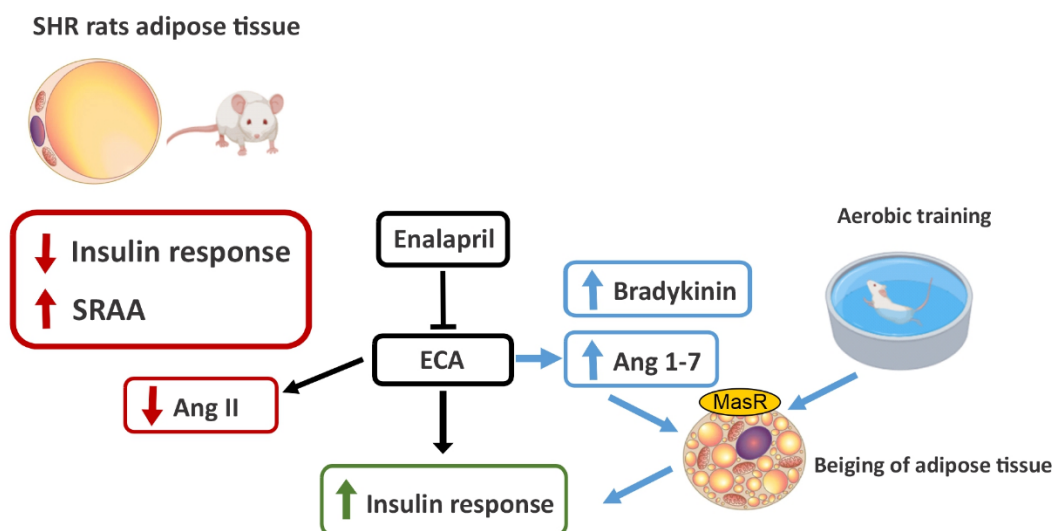 SHR rats adipose tissue
Insulin response
SRAA
Enalapril
Aerobic training
Bradykinin
ECA
Ang 1-7
Ang II
MasR
Beiging of adipose tissue
Insulin response